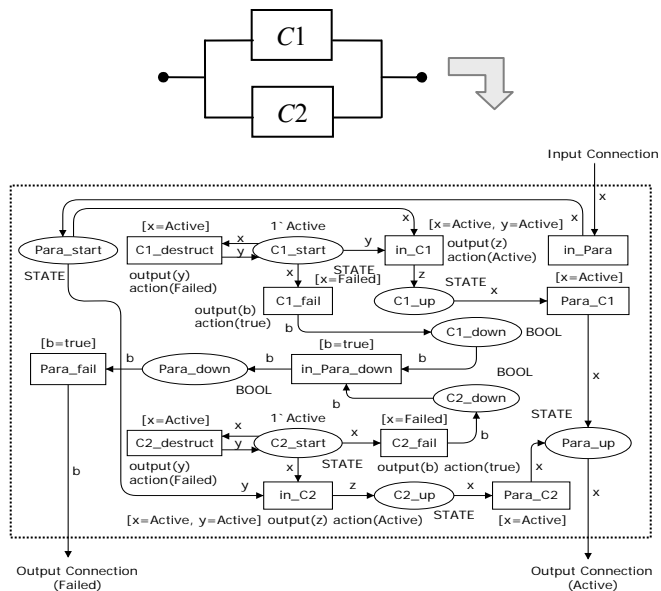 C1
C2
Input Connection
x
x
x
[x=Active]
1`Active
[x=Active, y=Active]
Para_start
C1_destruct
x
y
C1_start
y
in_C1
output(z)
action(Active)
in_Para
STATE
output(y)
action(Failed)
x
STATE
[x=Failed]
z
STATE
[x=Active]
output(b)
action(true)
C1_fail
C1_up
x
Para_C1
b
C1_down
BOOL
[b=true]
[b=true]
b
Para_fail
b
Para_down
b
in_Para_down
b
x
BOOL
BOOL
C2_down
b
[x=Active]
1`Active
[x=Failed]
STATE
C2_destruct
x
y
C2_start
x
C2_fail
b
Para_up
output(y)
action(Failed)
STATE
x
output(b) action(true)
x
b
y
in_C2
z
C2_up
x
Para_C2
x
[x=Active, y=Active]
output(z) action(Active)
STATE
[x=Active]
Output Connection
(Failed)
Output Connection
(Active)